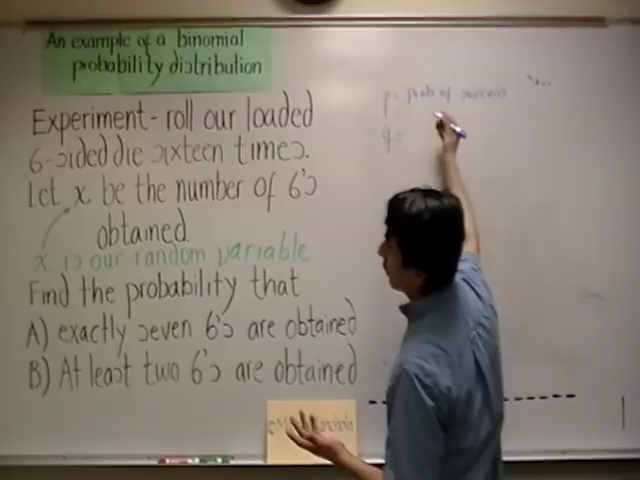 An example of a binomial
probability distribution
Experiment - roll our loaded
6-sided die sixteen times.
Let x be the number of 6's
obtained.
x is our random variable
Find the probability that
A) exactly seven 6's are obtained
B) At least two 6's are obtained
p= prob of success
q=